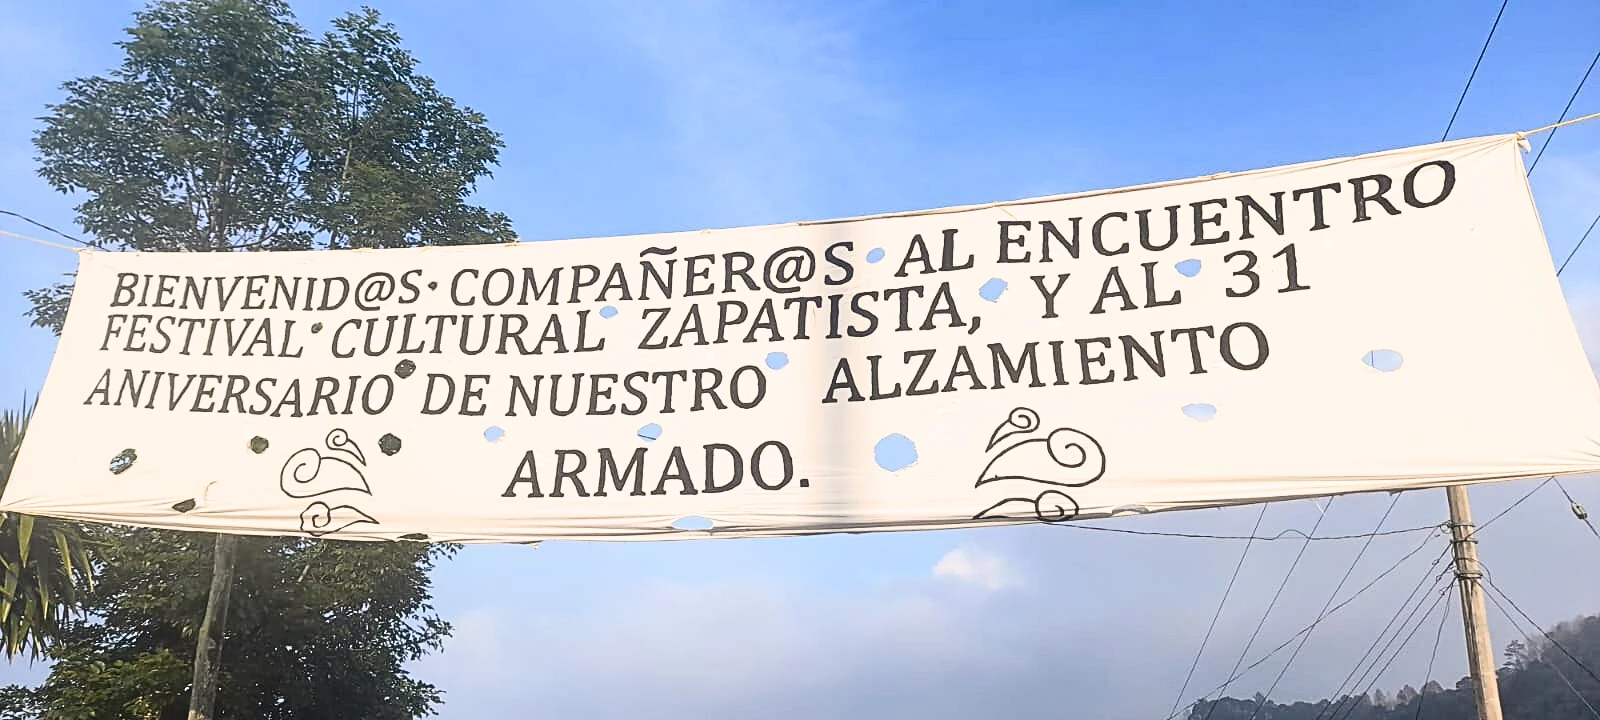 BIENVENID@S. COMPAÑER@S AL ENCUENTRO
FESTIVAL CULTURAL ZAPATISTA, Y AL 31
ANIVERSARIO DE NUESTRO ALZAMIENTO
ARMADO.